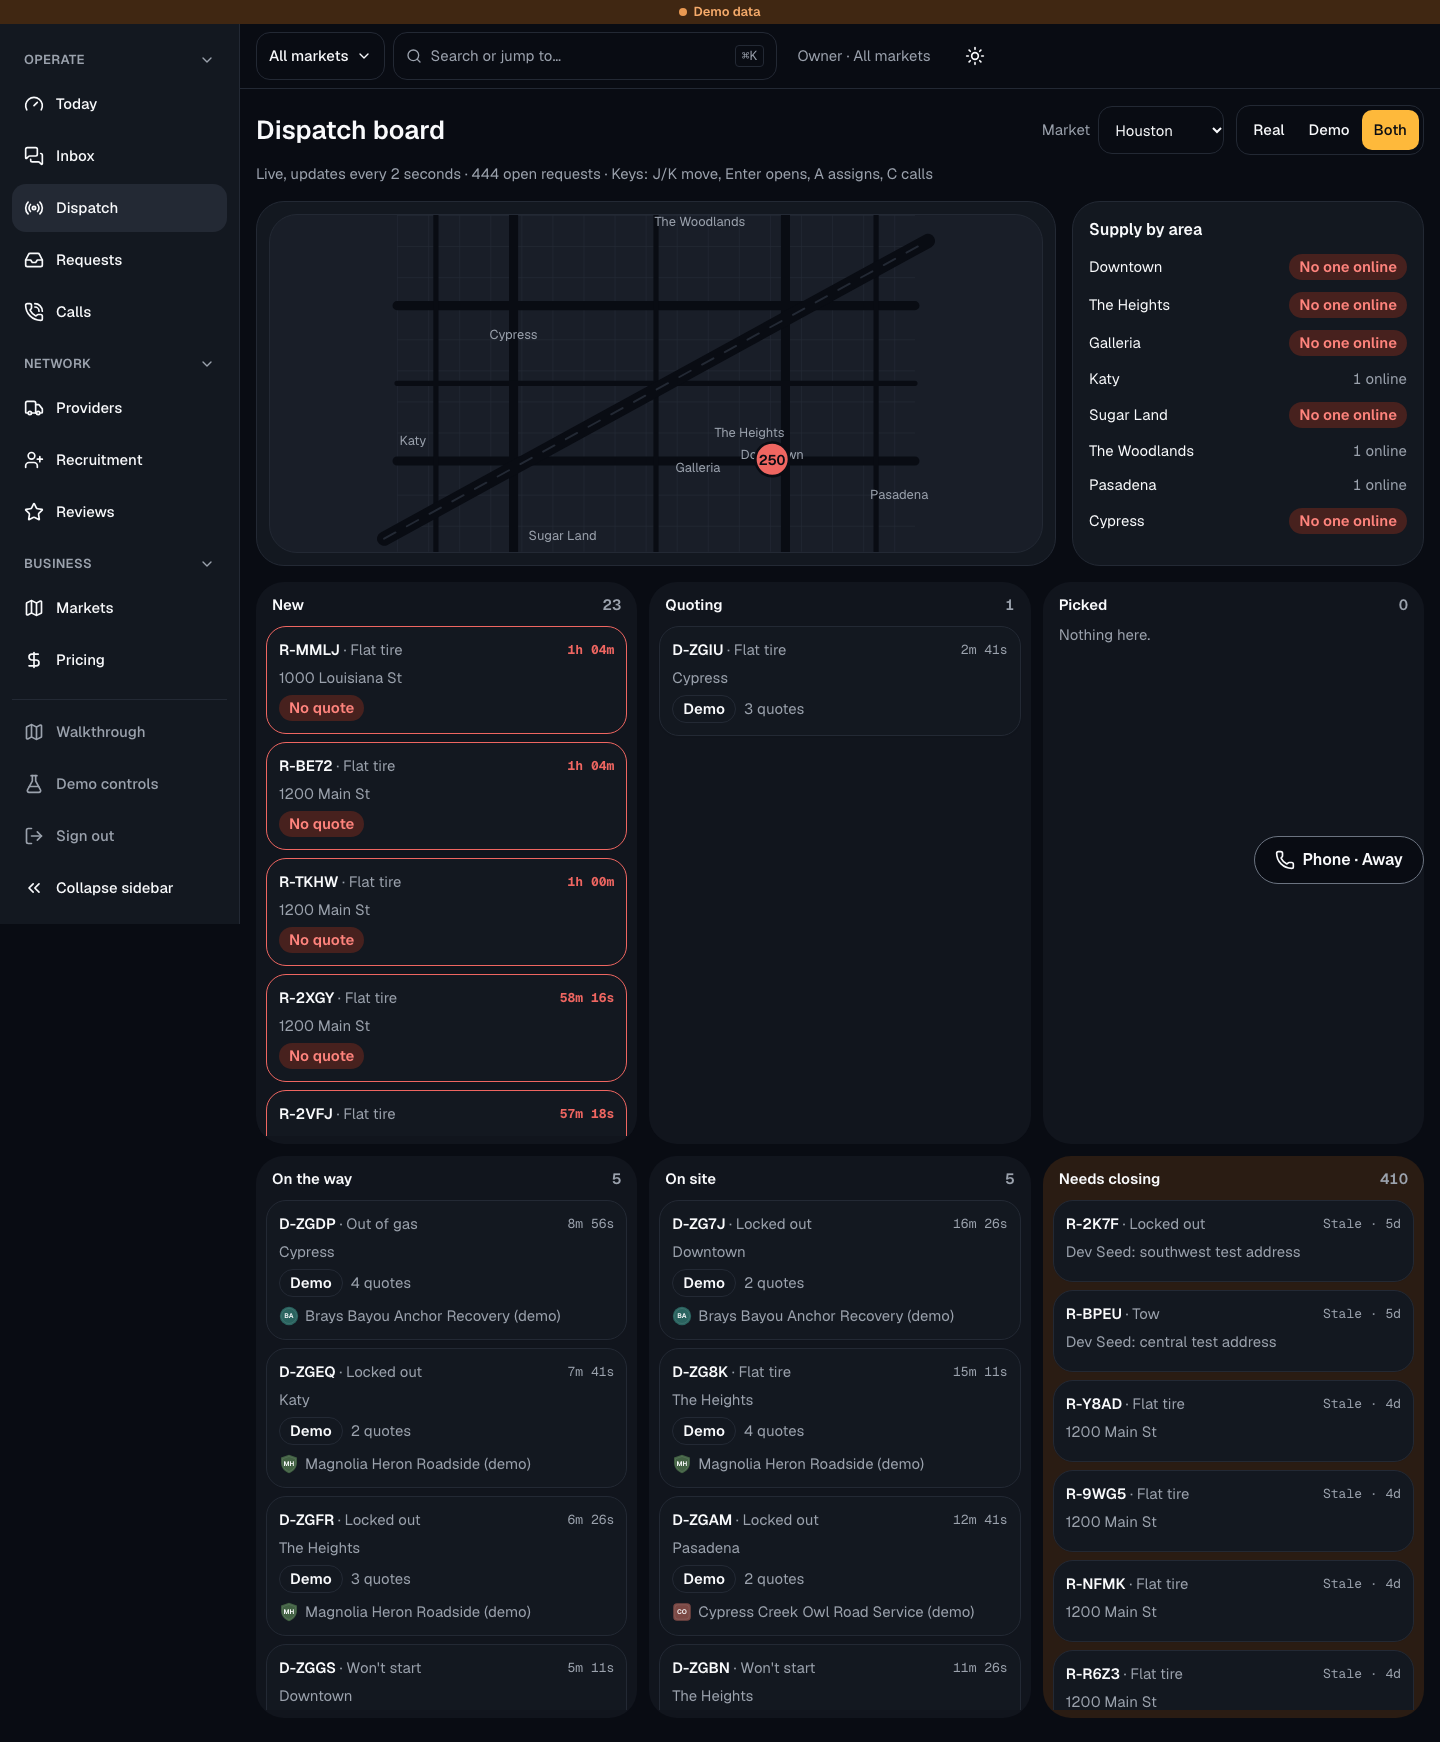 Demo data
OPERATE
Today
Inbox
Dispatch
Requests
Calls
NETWORK
Providers
Recruitment
Reviews
BUSINESS
Markets
Pricing
Walkthrough
Demo controls
Sign out
Collapse sidebar
All markets
Search or jump to…
⌘K
Owner · All markets
Dispatch board
Market
Houston
Real
Demo
Both
Live, updates every 2 seconds · 444 open requests · Keys: J/K move, Enter opens, A assigns, C calls
The Woodlands
Cypress
Katy
The Heights
250
Galleria
Pasadena
Sugar Land
Supply by area
Downtown No one online
The Heights No one online
Galleria No one online
Katy 1 online
Sugar Land No one online
The Woodlands 1 online
Pasadena 1 online
Cypress No one online
New 23
R-MMLJ · Flat tire 1h 04m
1000 Louisiana St
No quote
R-BE72 · Flat tire 1h 04m
1200 Main St
No quote
R-TKHW · Flat tire 1h 00m
1200 Main St
No quote
R-2XGY · Flat tire 58m 16s
1200 Main St
No quote
R-2VFJ · Flat tire 57m 18s
Quoting 1
D-ZGIU · Flat tire 2m 41s
Cypress
Demo 3 quotes
Picked 0
Nothing here.
Phone · Away
On the way 5
D-ZGDP · Out of gas 8m 56s
Cypress
Demo 4 quotes
BA Brays Bayou Anchor Recovery (demo)
D-ZGEQ · Locked out 7m 41s
Katy
Demo 2 quotes
MH Magnolia Heron Roadside (demo)
D-ZGFR · Locked out 6m 26s
The Heights
Demo 3 quotes
MH Magnolia Heron Roadside (demo)
D-ZGGS · Won't start 5m 11s
Downtown
On site 5
D-ZG7J · Locked out 16m 26s
Downtown
Demo 2 quotes
BA Brays Bayou Anchor Recovery (demo)
D-ZG8K · Flat tire 15m 11s
The Heights
Demo 4 quotes
MH Magnolia Heron Roadside (demo)
D-ZGAM · Locked out 12m 41s
Pasadena
Demo 2 quotes
CO Cypress Creek Owl Road Service (demo)
D-ZGBN · Won't start 11m 26s
The Heights
Needs closing 410
R-2K7F · Locked out Stale · 5d
Dev Seed: southwest test address
R-BPEU · Tow Stale · 5d
Dev Seed: central test address
R-Y8AD · Flat tire Stale · 4d
1200 Main St
R-9WG5 · Flat tire Stale · 4d
1200 Main St
R-NFMK · Flat tire Stale · 4d
1200 Main St
R-R6Z3 · Flat tire Stale · 4d
1200 Main St